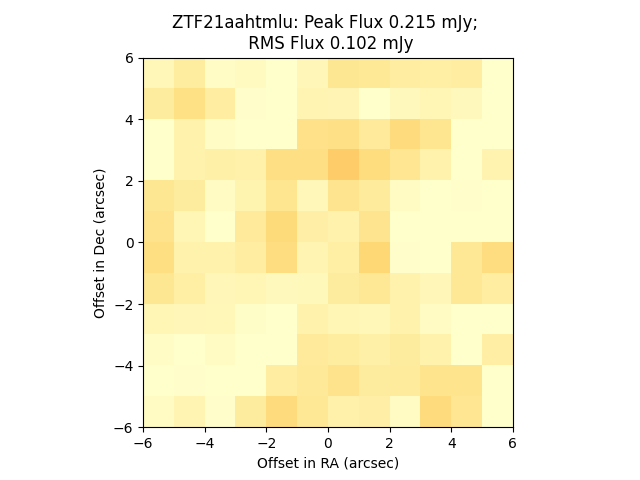 ZTF21aahtmlu: Peak Flux 0.215 mJy;
RMS Flux 0.102 mJy
6
4
2
0
−2
−4
−6
Offset in Dec (arcsec)
−6 −4 −2 0 2 4 6
Offset in RA (arcsec)